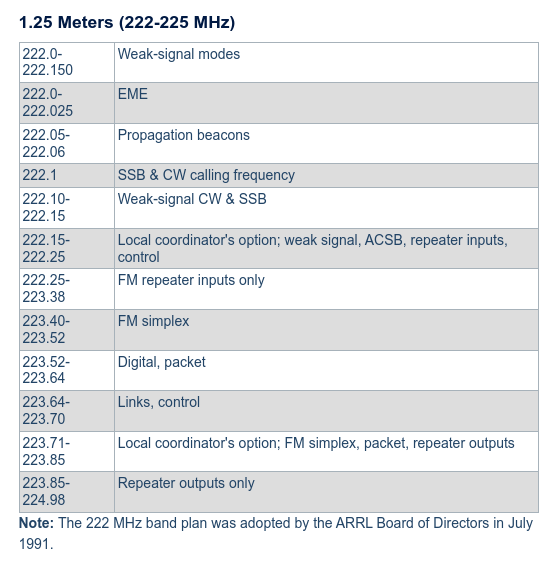 1.25 Meters (222-225 MHz)
222.0-
222.150
Weak-signal modes
222.0-
222.025
EME
222.05-
222.06
Propagation beacons
222.1
SSB & CW calling frequency
222.10-
222.15
Weak-signal CW & SSB
222.15-
222.25
Local coordinator's option; weak signal, ACSB, repeater inputs,
control
222.25-
223.38
FM repeater inputs only
223.40-
223.52
FM simplex
223.52-
223.64
Digital, packet
223.64-
223.70
Links, control
223.71-
223.85
Local coordinator's option; FM simplex, packet, repeater outputs
223.85-
224.98
Repeater outputs only
Note: The 222 MHz band plan was adopted by the ARRL Board of Directors in July
1991.